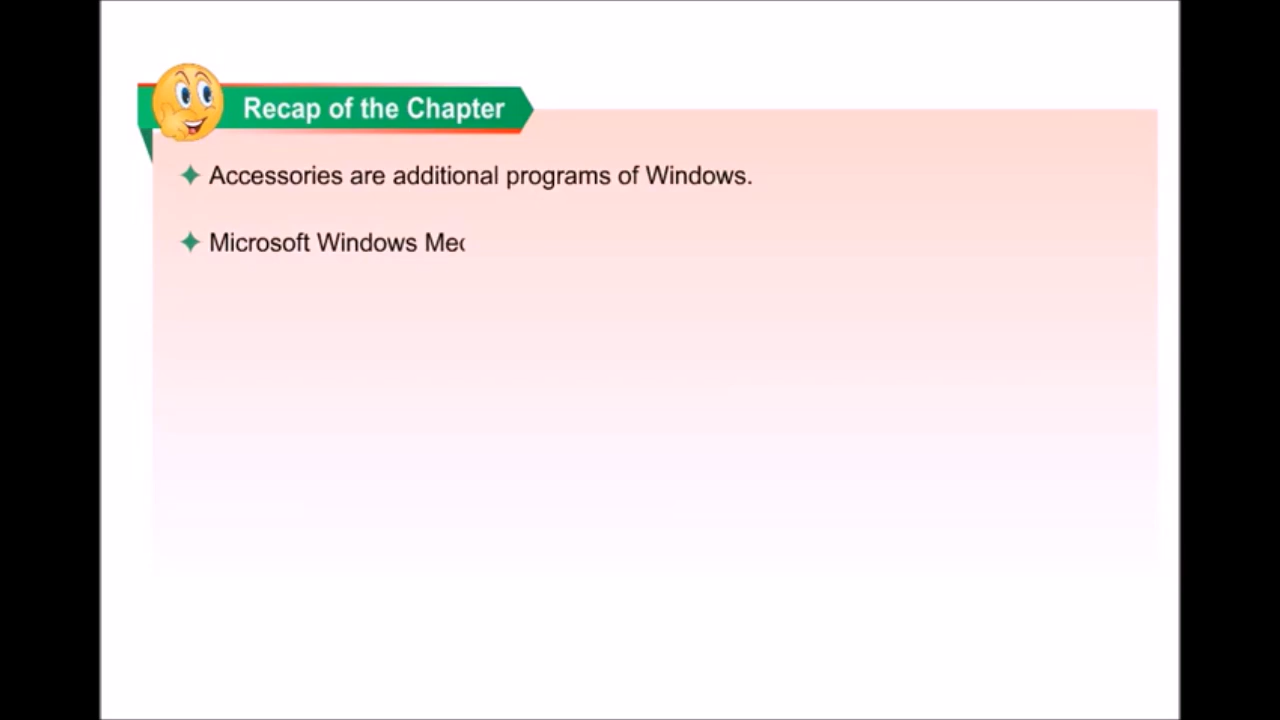 Recap of the Chapter
Accessories are additional programs of Windows.
Microsoft Windows